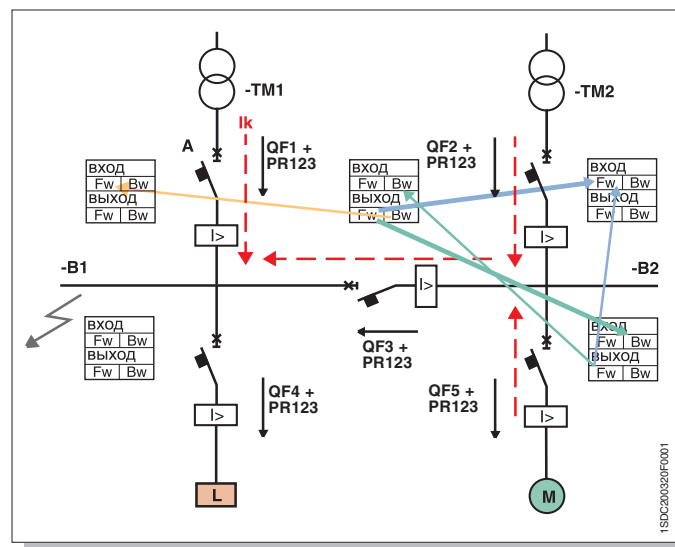 -TM1
-TM2
A
Ik
QF1 +
PR123
QF2 +
PR123
ВХОД
Fw Bw
ВЫХОД
Fw Bw
ВХОД
Fw Bw
ВЫХОД
Fw Bw
ВХОД
Fw Bw
ВЫХОД
Fw Bw
I>
I>
-B1
-B2
I>
QF3 +
PR123
ВХОД
Fw Bw
ВЫХОД
Fw Bw
ВХОД
Fw Bw
ВЫХОД
Fw Bw
QF4 +
PR123
QF5 +
PR123
I>
I>
L
M
1SDC200320F0001